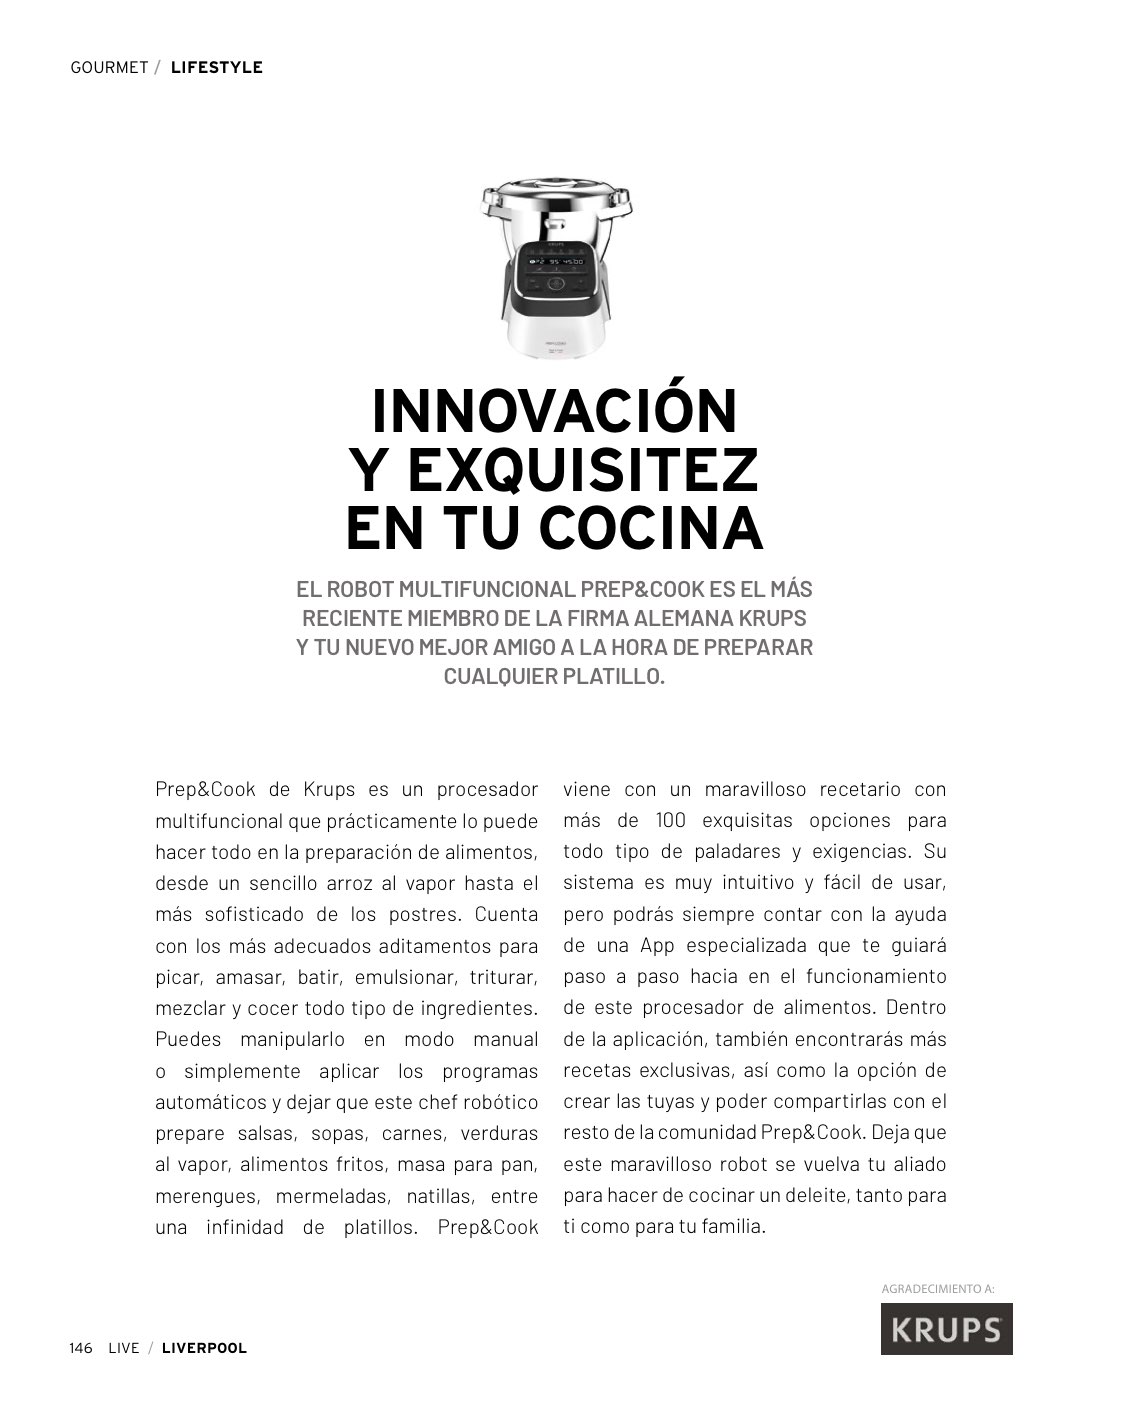 GOURMET / LIFESTYLE
KRUPS
INNOVACIÓN
Y EXQUISITEZ
EN TU COCINA
EL ROBOT MULTIFUNCIONAL PREP&COOK ES EL MÁS
RECIENTE MIEMBRO DE LA FIRMA ALEMANA KRUPS
Y TU NUEVO MEJOR AMIGO A LA HORA DE PREPARAR
CUALQUIER PLATILLO.
Prep&Cook de Krups es un procesador
multifuncional que prácticamente lo puede
hacer todo en la preparación de alimentos,
desde un sencillo arroz al vapor hasta el
más sofisticado de los postres. Cuenta
con los más adecuados aditamentos para
picar, amasar, batir, emulsionar, triturar,
mezclar y cocer todo tipo de ingredientes.
Puedes manipularlo en modo manual
o simplemente aplicar los programas
automáticos y dejar que este chef robótico
prepare salsas, sopas, carnes, verduras
al vapor, alimentos fritos, masa para pan,
merengues, mermeladas, natillas, entre
una infinidad de platillos. Prep&Cook
viene con un maravilloso recetario con
más de 100 exquisitas opciones para
todo tipo de paladares y exigencias. Su
sistema es muy intuitivo y fácil de usar,
pero podrás siempre contar con la ayuda
de una App especializada que te guiará
paso a paso hacia en el funcionamiento
de este procesador de alimentos. Dentro
de la aplicación, también encontrarás más
recetas exclusivas, así como la opción de
crear las tuyas y poder compartirlas con el
resto de la comunidad Prep&Cook. Deja que
este maravilloso robot se vuelva tu aliado
para hacer de cocinar un deleite, tanto para
ti como para tu familia.
AGRADECIMIENTO A:
KRUPS
146 LIVE / LIVERPOOL